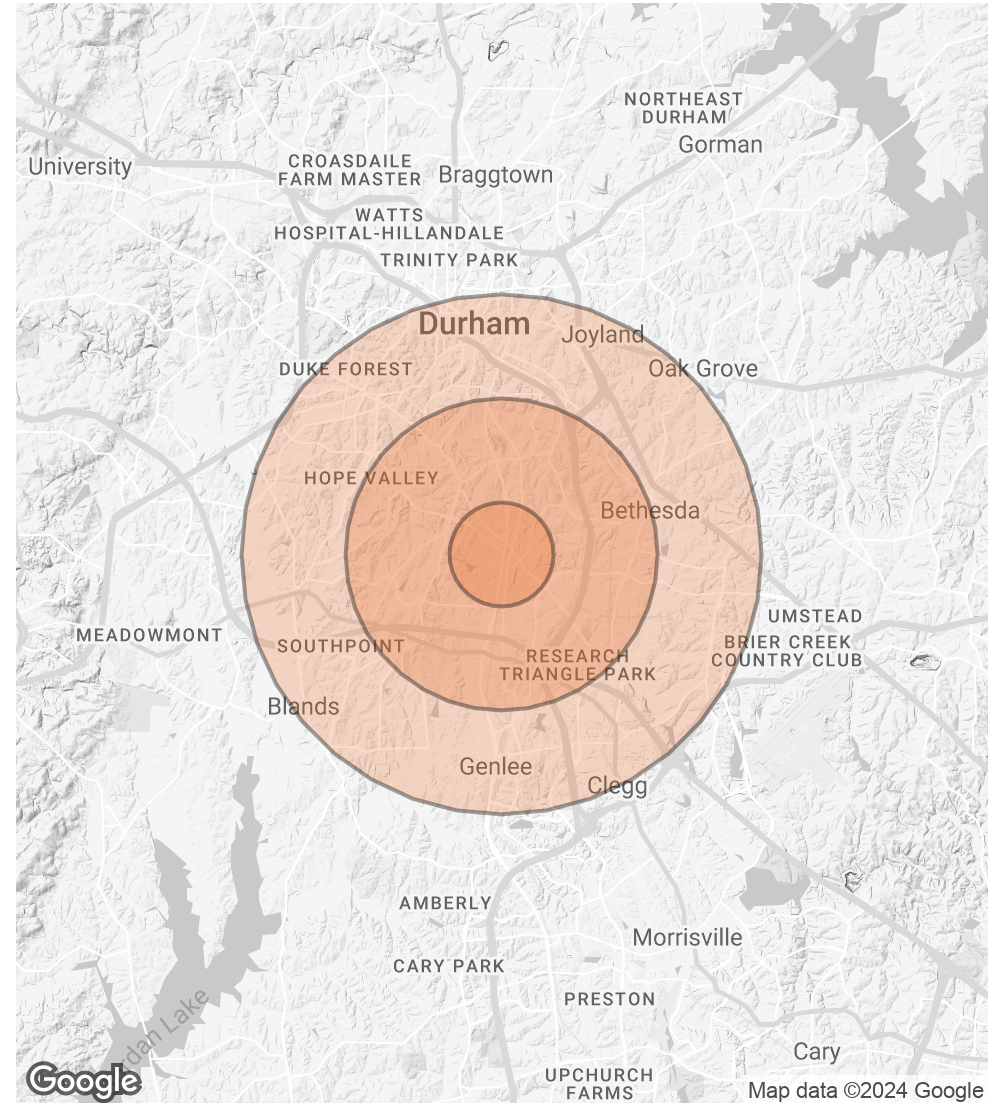 NORTHEAST
DURHAM
Gorman
University
CROASDAILE
FARM MASTER
Braggtown
WATTS
HOSPITAL-HILLANDALE
TRINITY PARK
Durham
Joyland
DUKE FOREST
Oak Grove
HOPE VALLEY
Bethesda
UMSTEAD
MEADOWMONT
BRIER CREEK
COUNTRY CLUB
SOUTHPOINT
RESEARCH
TRIANGLE PARK
Blands
Genlee
Clegg
AMBERLY
Morrisville
CARY PARK
PRESTON
rdan Lake
Cary
UPCHURCH
FARMS
Google
Map data ©2024 Google